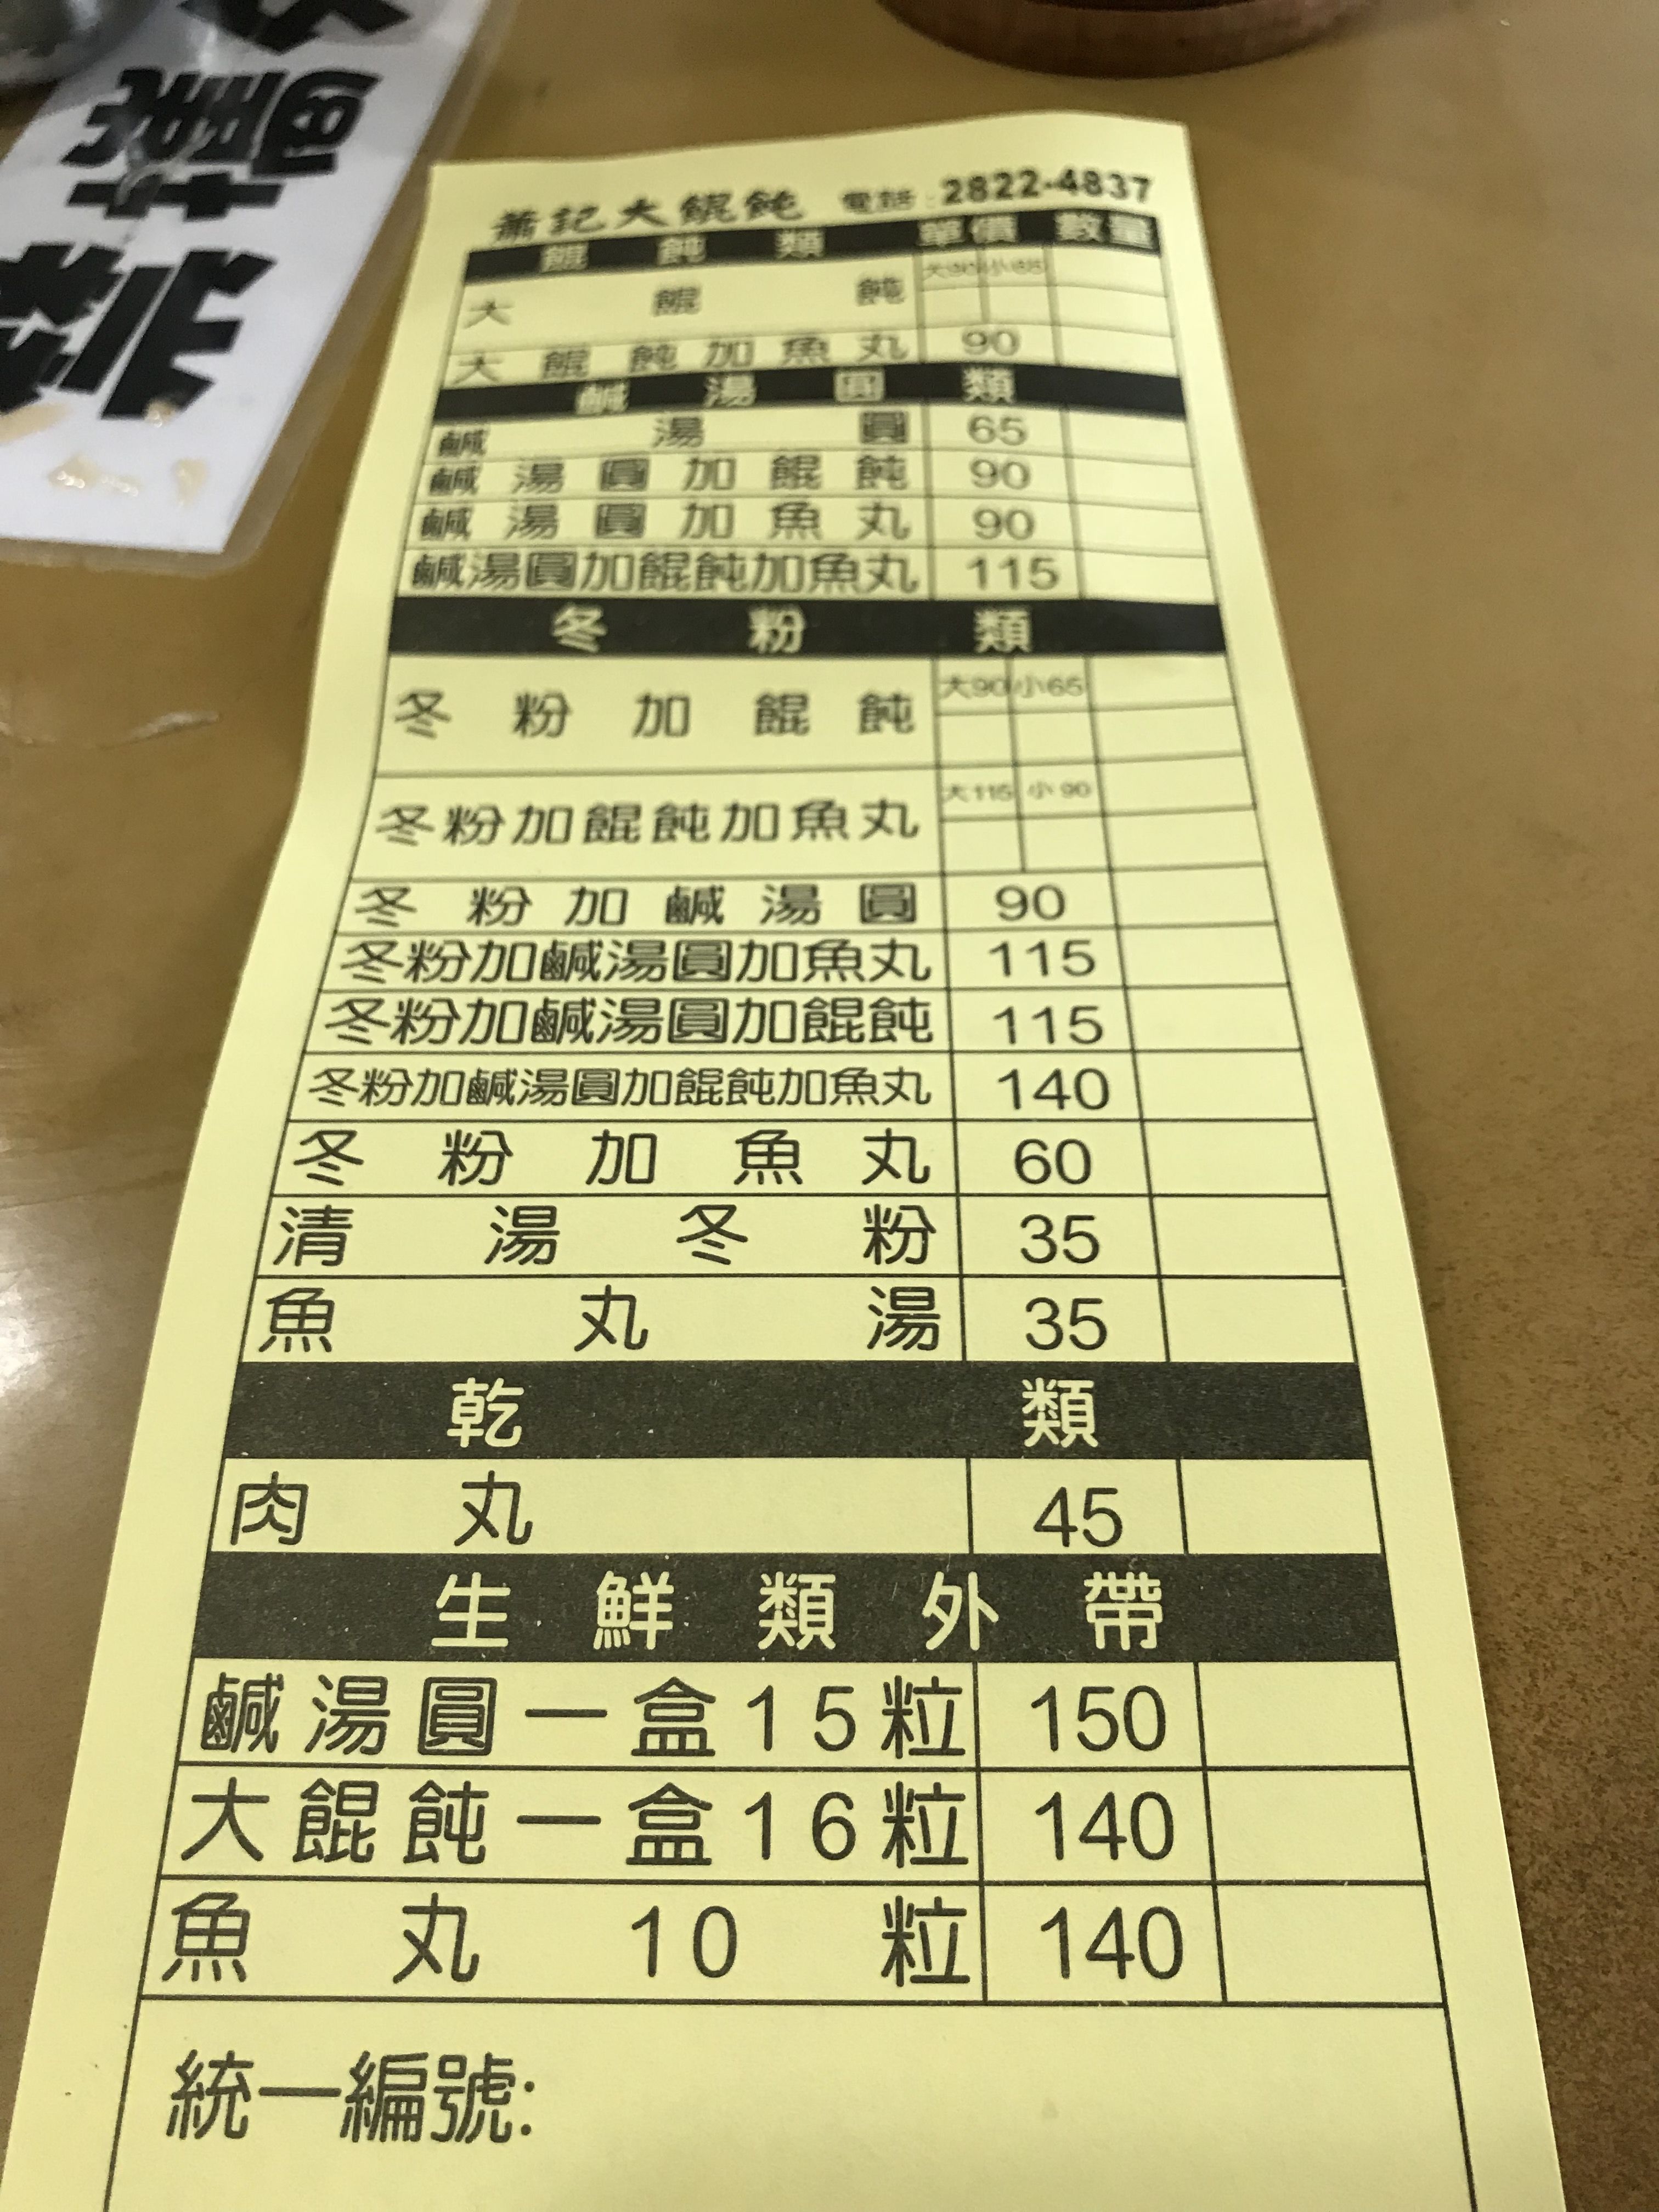 北
蕭記大餛飩 電話:2822-4837
餛飩類 單價 數量
大餛飩 大90 小65
大餛飩加魚丸 90
鹹湯圓類
鹹湯圓 65
鹹湯圓加餛飩 90
鹹湯圓加魚丸 90
鹹湯圓加餛飩加魚丸 115
冬粉類
冬粉加餛飩 大90 小65
冬粉加餛飩加魚丸 大115 小90
冬粉加鹹湯圓 90
冬粉加鹹湯圓加魚丸 115
冬粉加鹹湯圓加餛飩 115
冬粉加鹹湯圓加餛飩加魚丸 140
冬粉加魚丸 60
清湯冬粉 35
魚丸湯 35
乾類
肉丸 45
生鮮類外帶
鹹湯圓一盒15粒 150
大餛飩一盒16粒 140
魚丸10粒 140
統一編號: